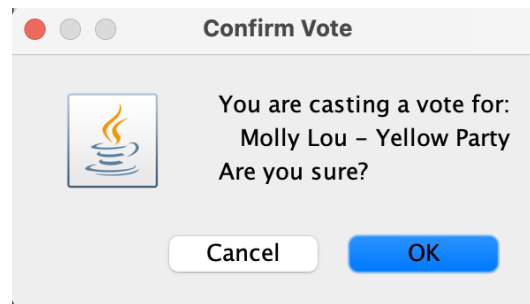 Confirm Vote
You are casting a vote for:
Molly Lou – Yellow Party
Are you sure?
Cancel
OK